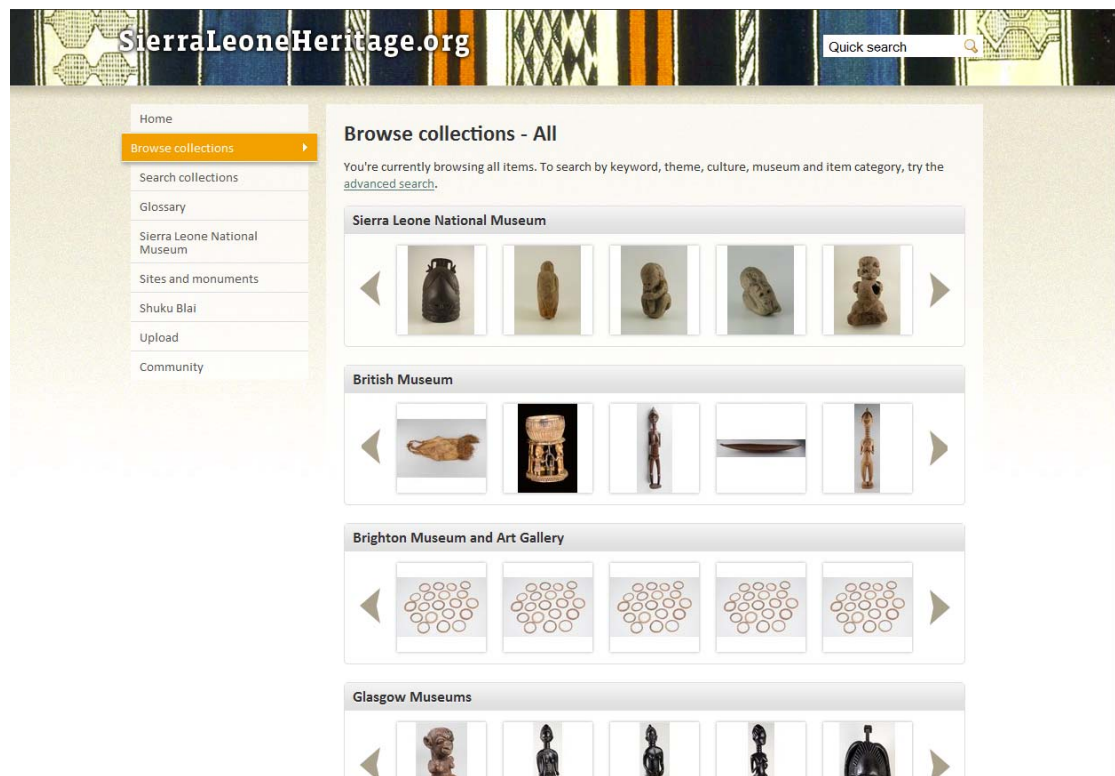 SierraLeoneHeritage.org
Quick search
Home
Browse collections
Search collections
Glossary
Sierra Leone National
Museum
Sites and monuments
Shuku Blai
Upload
Community
Browse collections - All
You're currently browsing all items. To search by keyword, theme, culture, museum and item category, try the
advanced search.
Sierra Leone National Museum
British Museum
Brighton Museum and Art Gallery
Glasgow Museums